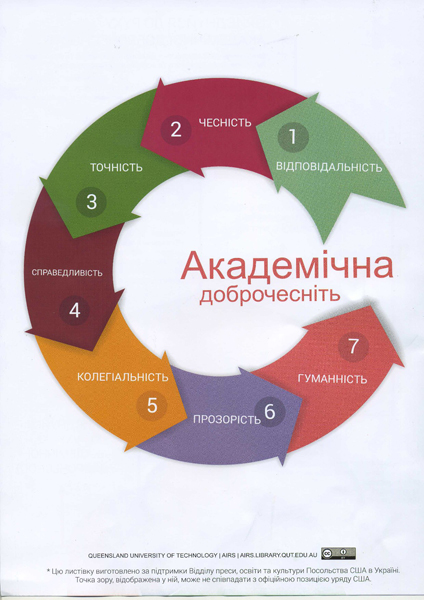 1
ВІДПОВІДАЛЬНІСТЬ
2
ЧЕСНІСТЬ
ТОЧНІСТЬ
3
СПРАВЕДЛИВІСТЬ
4
КОЛЕГІАЛЬНІСТЬ
5
ПРОЗОРІСТЬ
6
7
ГУМАННІСТЬ
Академічна
доброчесніть
QUEENSLAND UNIVERSITY OF TECHNOLOGY | AIRS | AIRS.LIBRARY.QUT.EDU.AU
* Цю листівку виготовлено за підтримки Відділу преси, освіти та культури Посольства США в Україні.
Точка зору, відображена у ній, може не співпадати з офіційною позицією уряду США.